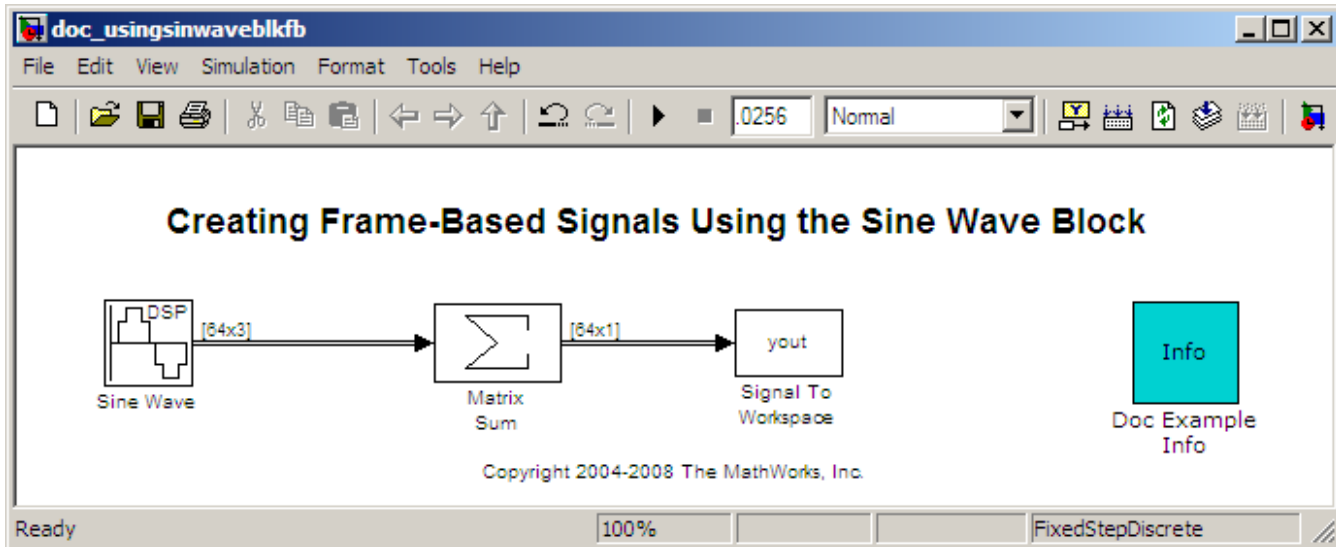 doc_usingsinwaveblkfb
File Edit View Simulation Format Tools Help
.0256 Normal
Creating Frame-Based Signals Using the Sine Wave Block
DSP
[64x3]
Sine Wave
Matrix
Sum
[64x1]
yout
Signal To
Workspace
Info
Doc Example
Info
Copyright 2004-2008 The MathWorks, Inc.
Ready 100% FixedStepDiscrete